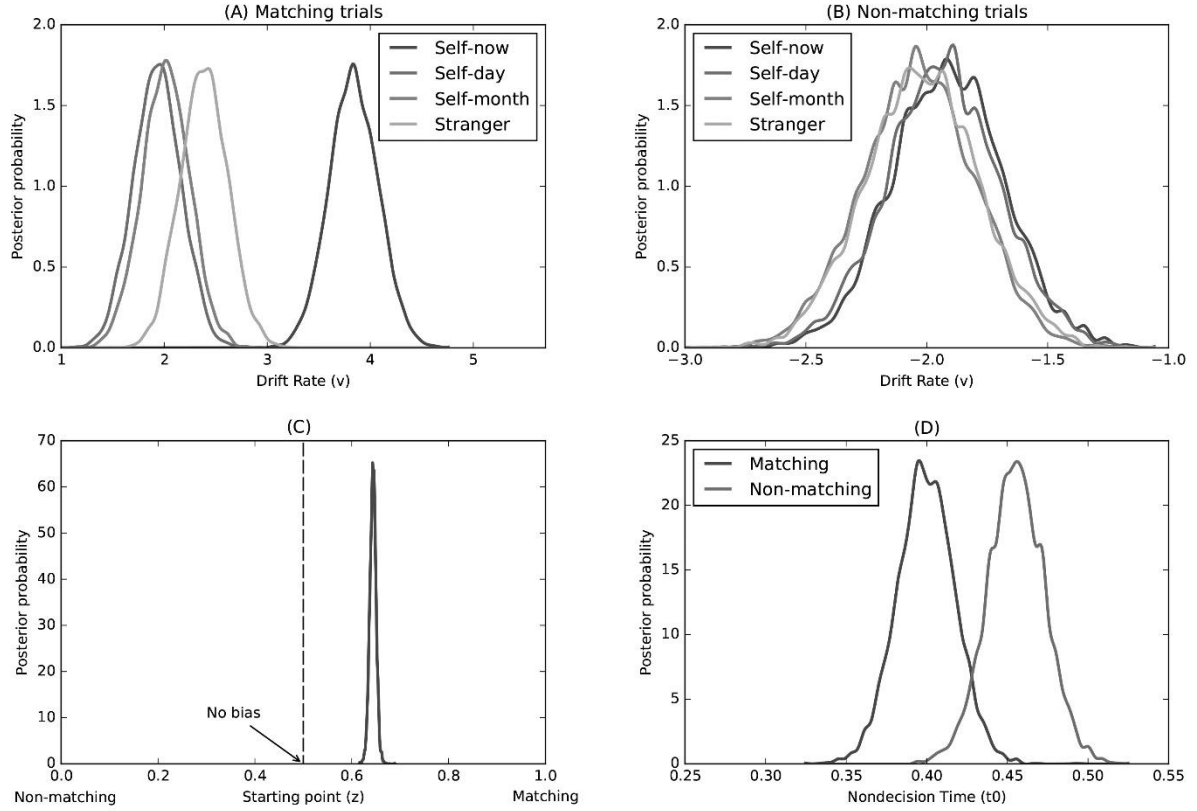 (A) Matching trials
2.0
1.5
1.0
0.5
0.0
Posterior probability
Self-now
Self-day
Self-month
Stranger
1 2 3 4 5
Drift Rate (v)
(B) Non-matching trials
2.0
1.5
1.0
0.5
0.0
Posterior probability
Self-now
Self-day
Self-month
Stranger
−3.0 −2.5 −2.0 −1.5 −1.0
Drift Rate (v)
(C)
70
60
50
40
30
20
10
0
Posterior probability
No bias
0.0 0.2 0.4 0.6 0.8 1.0
Non-matching Starting point (z) Matching
(D)
25
20
15
10
5
0
Posterior probability
Matching
Non-matching
0.25 0.30 0.35 0.40 0.45 0.50 0.55
Nondecision Time (t0)